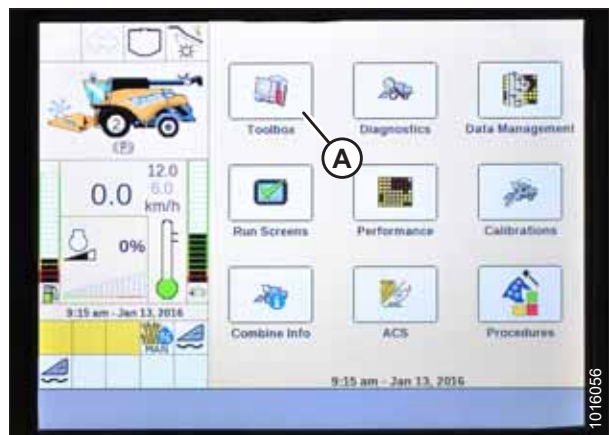 2
(P)
0.0
12.0
6.0
km/h
0%
9:15 am - Jan 13, 2016
MAN
Toolbox
Diagnostics
Data Management
A
Run Screens
Performance
Calibrations
Combine Info
ACS
Procedures
9:15 am - Jan 13, 2016
1016056